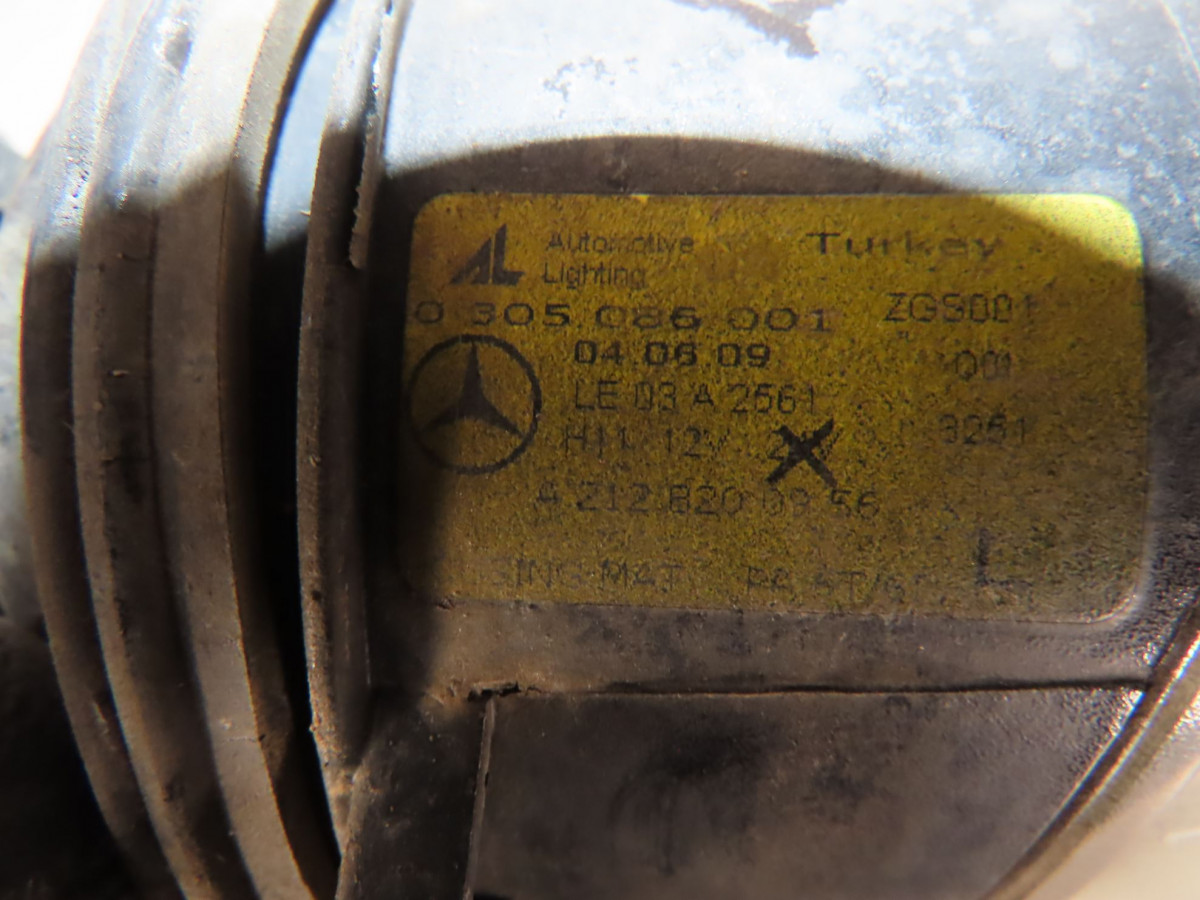 AL Automotive Lighting Turkey
0 305 086 001 ZGS001
04.06.09 001
LE 03 A 2561
H11 12V 3251
A 212 820 09 56
L